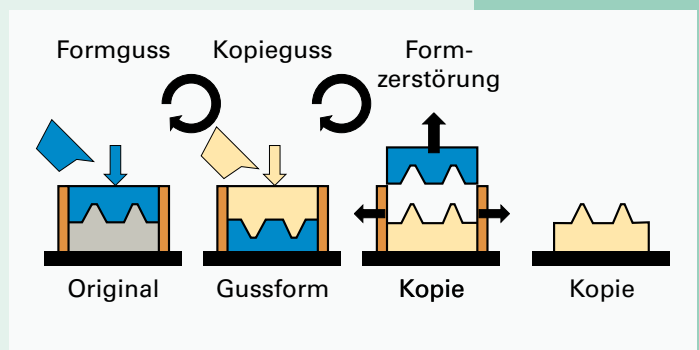 Formguss
Kopieguss
Form-
zerstörung
Original
Gussform
Kopie
Kopie